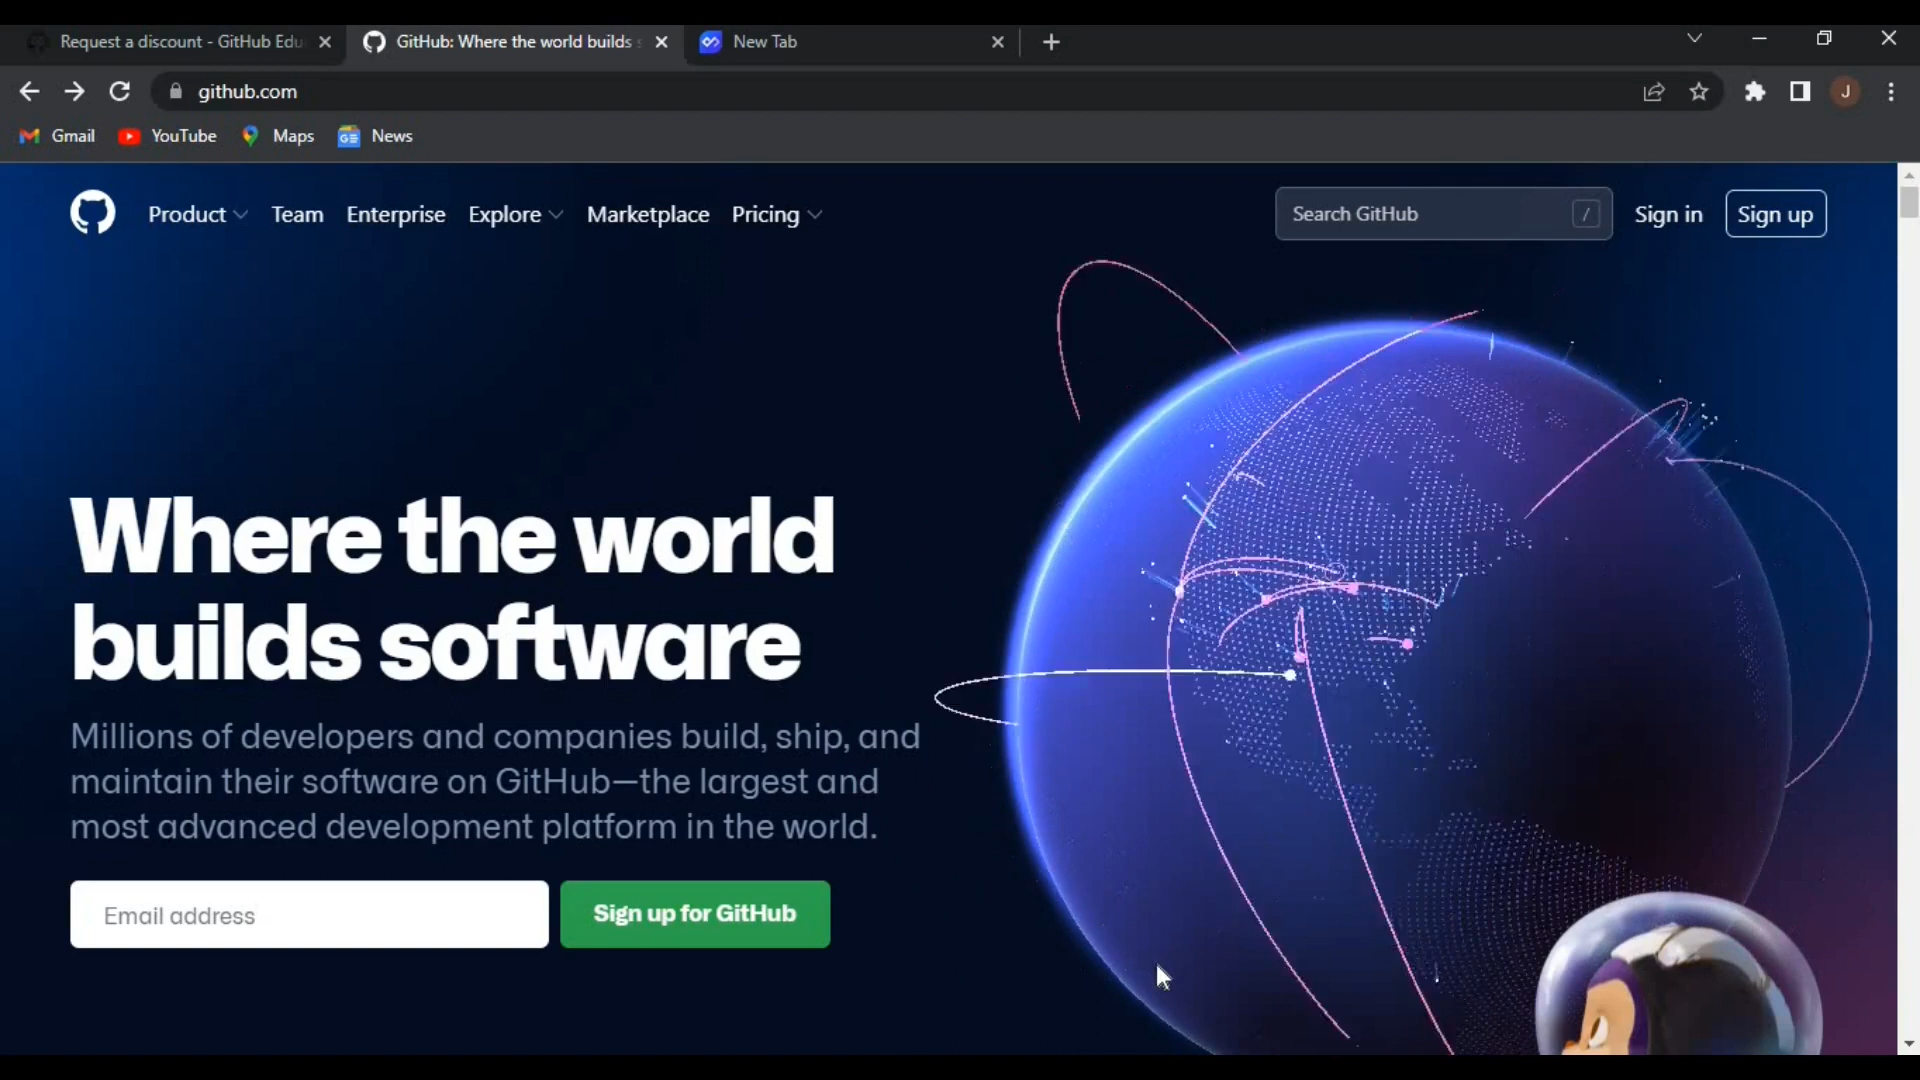 Request a discount - GitHub Edu
GitHub: Where the world builds
New Tab
github.com
J
Gmail
YouTube
Maps
GE
News
Product
Team
Enterprise
Explore
Marketplace
Pricing
Search GitHub
/
Sign in
Sign up
Where the world
builds software
Millions of developers and companies build, ship, and
maintain their software on GitHub—the largest and
most advanced development platform in the world.
Email address
Sign up for GitHub